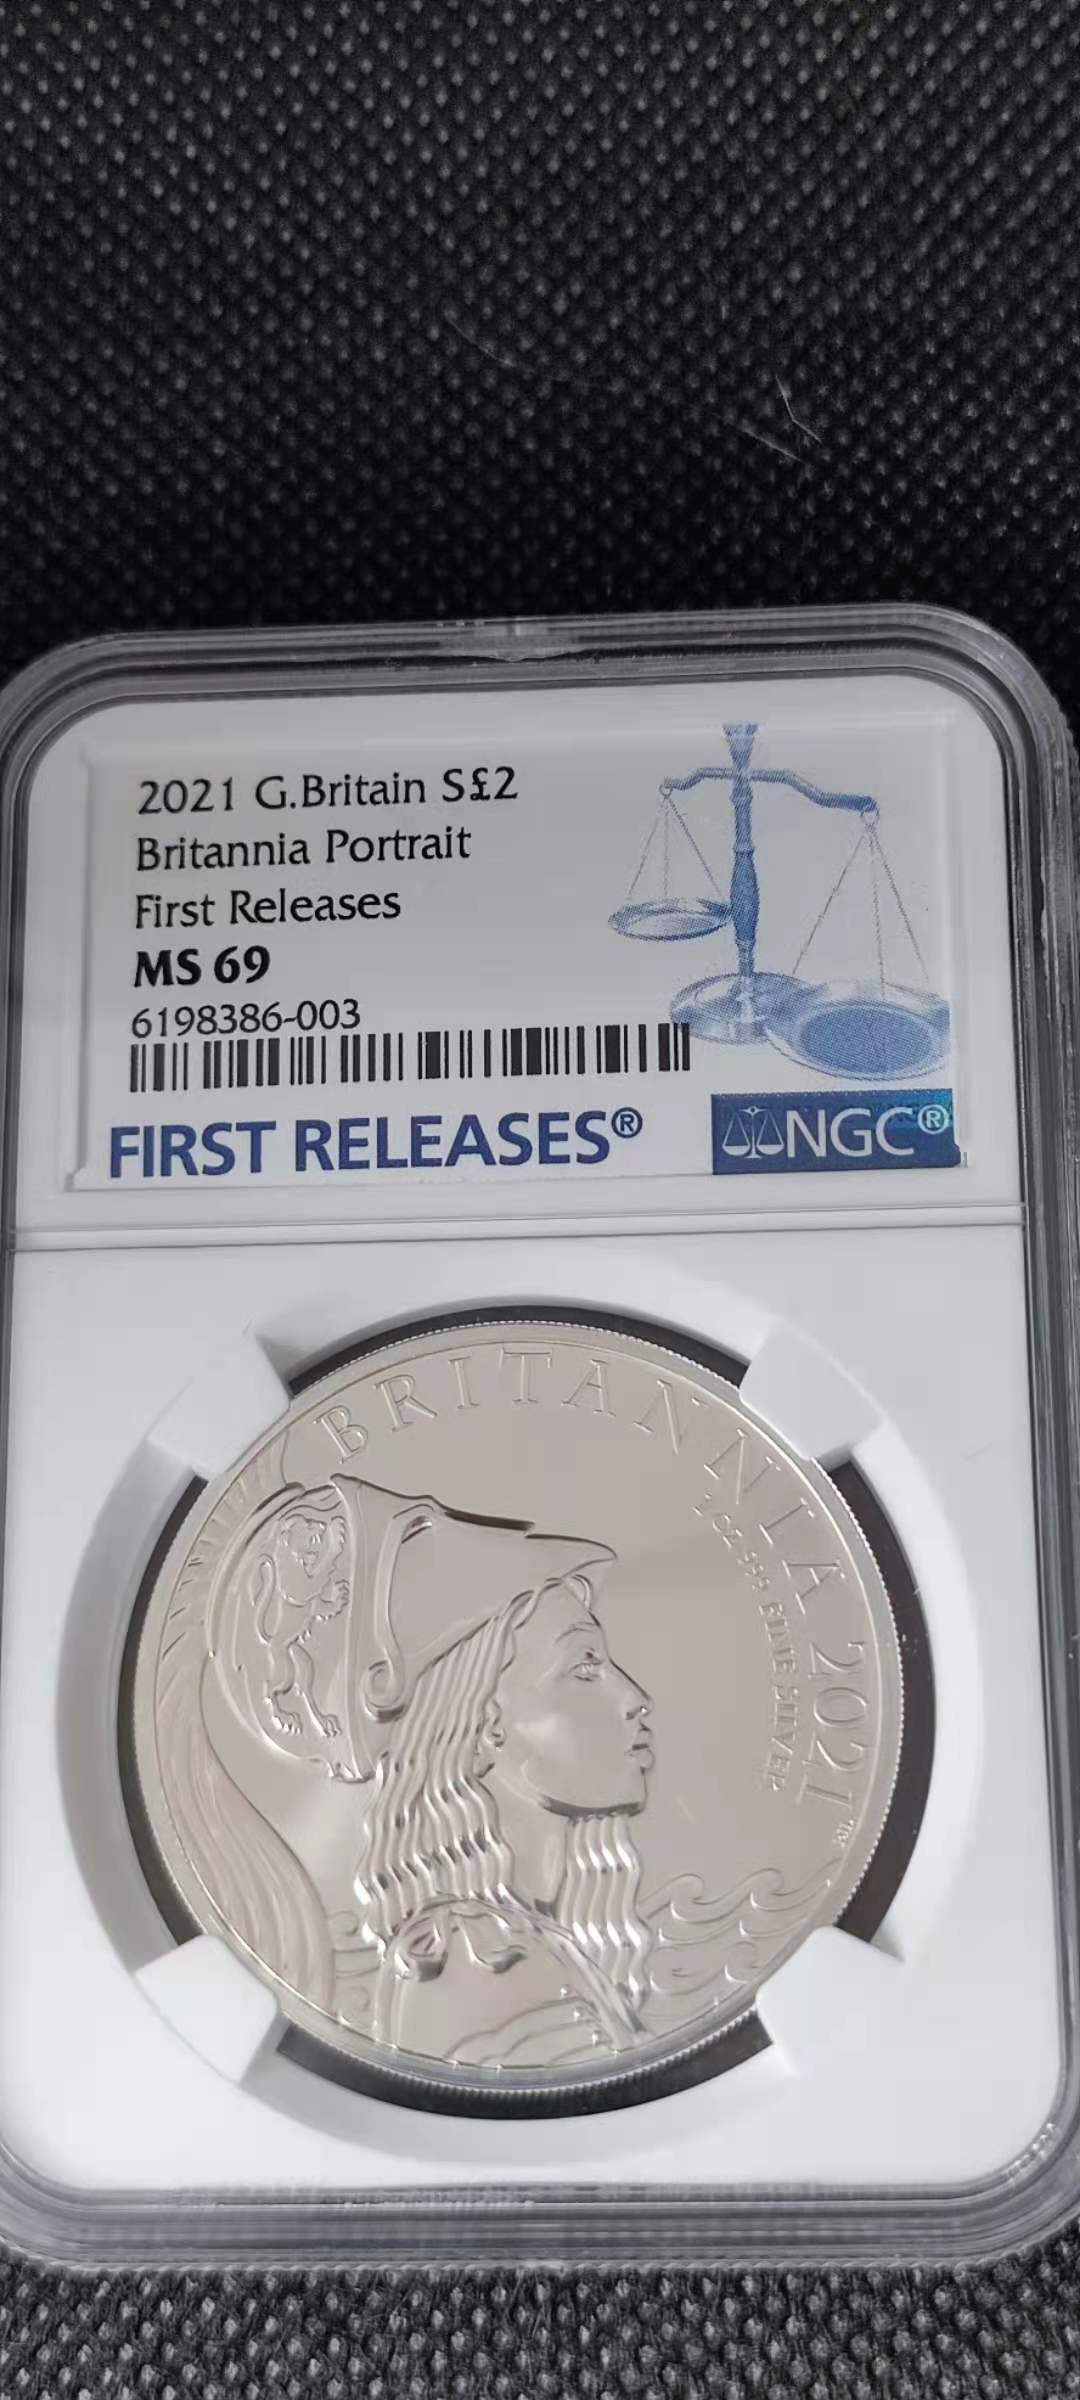 2021 G.Britain S£2
Britannia Portrait
First Releases
MS 69
6198386-003
FIRST RELEASES®
NGC®
BRITANNIA 2021
1 OZ 999 FINE SILVER